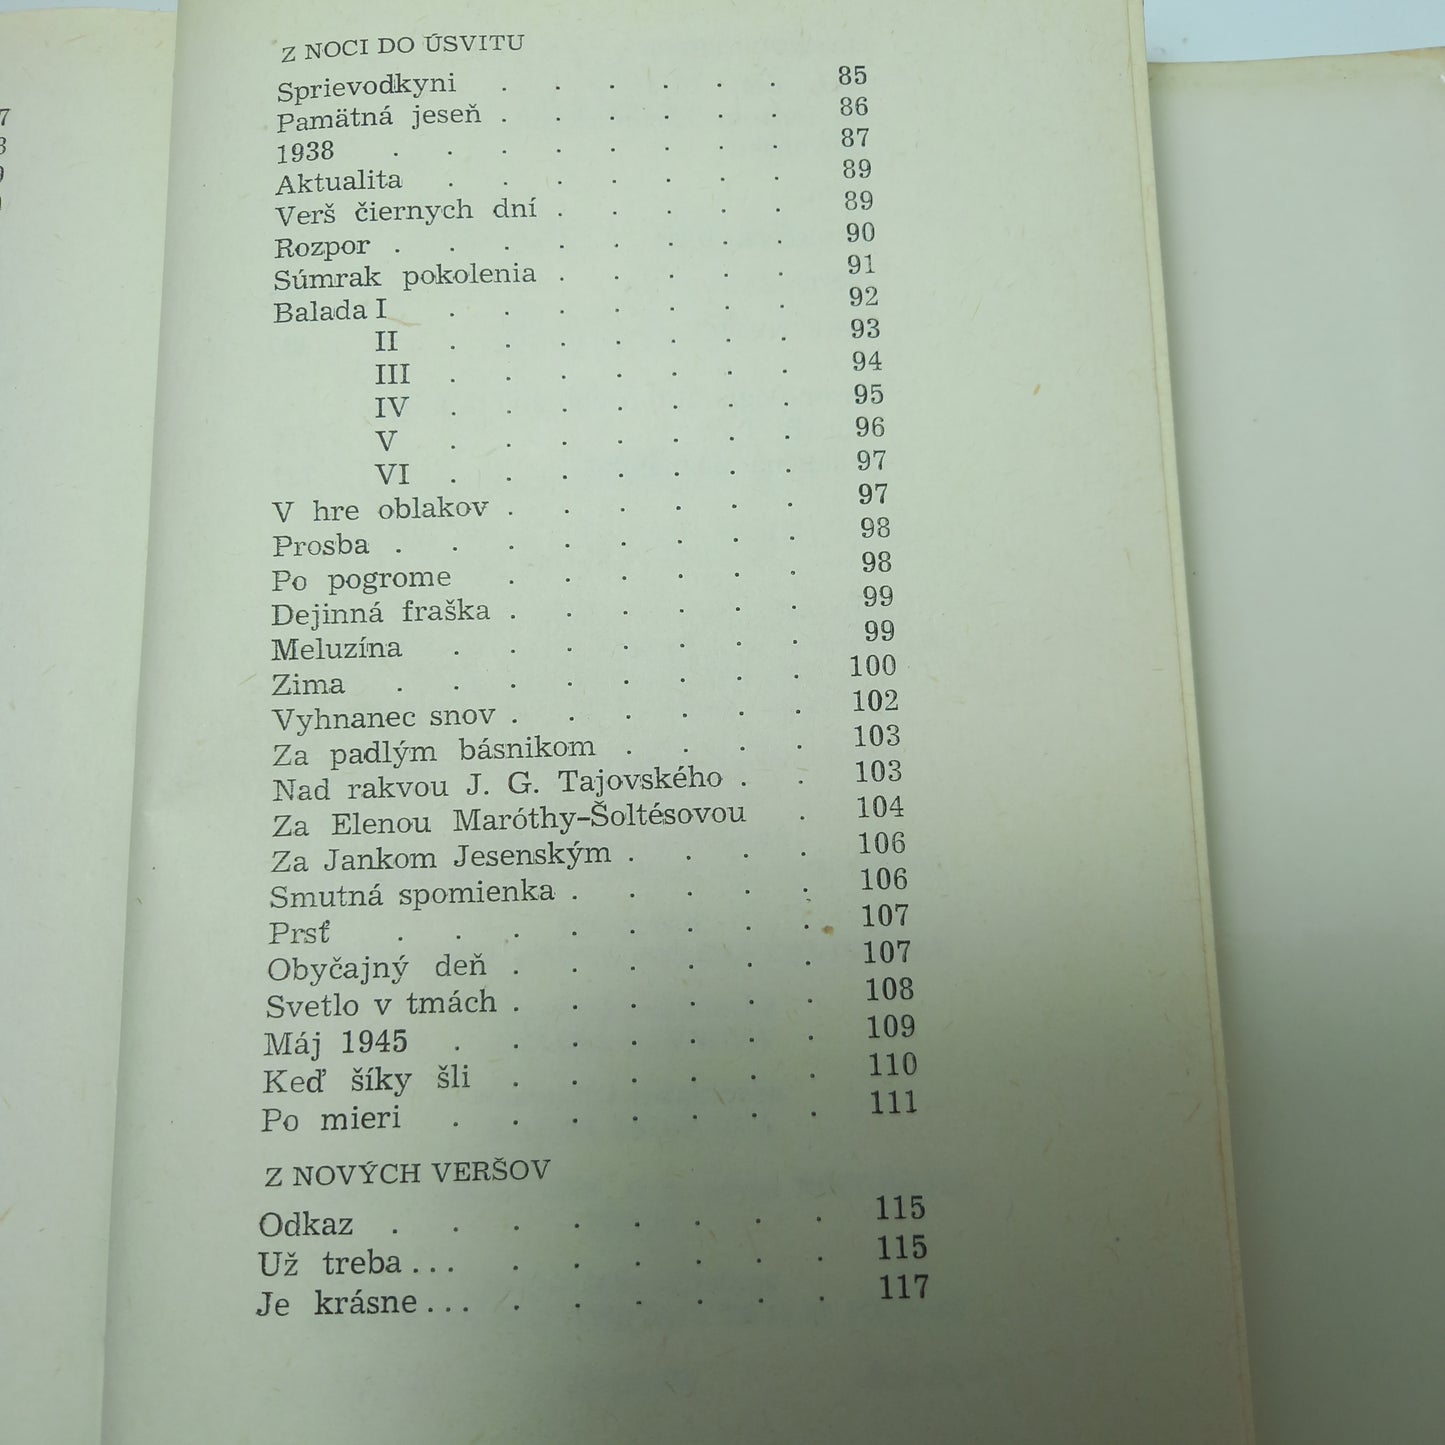 Z NOCI DO ÚSVITU
Sprievodkyni . . . . . . 85
Pamätná jeseň . . . . . . 86
1938 . . . . . . . . 87
Aktualita . . . . . . . 89
Verš čiernych dní . . . . . 89
Rozpor . . . . . . . . 90
Súmrak pokolenia . . . . . 91
Balada I . . . . . . . 92
II . . . . . . . 93
III . . . . . . . 94
IV . . . . . . . 95
V . . . . . . . 96
VI . . . . . . . 97
V hre oblakov . . . . . . 97
Prosba . . . . . . . . 98
Po pogrome . . . . . . 98
Dejinná fraška . . . . . . 99
Meluzína . . . . . . . 99
Zima . . . . . . . . 100
Vyhnanec snov . . . . . . 102
Za padlým básnikom . . . . 103
Nad rakvou J. G. Tajovského . . 103
Za Elenou Maróthy-Šoltésovou . 104
Za Jankom Jesenským . . . . 106
Smutná spomienka . . . . . 106
Prsť . . . . . . . . 107
Obyčajný deň . . . . . . 107
Svetlo v tmách . . . . . . 108
Máj 1945 . . . . . . . 109
Keď šíky šli . . . . . . 110
Po mieri . . . . . . . 111
Z NOVÝCH VERŠOV
Odkaz . . . . . . . . 115
Už treba... . . . . . . 115
Je krásne... . . . . . . 117